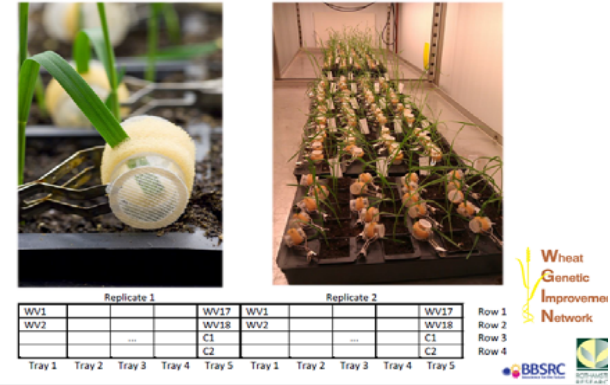 Replicate 1 Replicate 2
WV1 WV17 WV1 WV17 Row 1
WV2 WV18 WV2 WV18 Row 2
... C1 ... C1 Row 3
C2 C2 Row 4
Tray 1 Tray 2 Tray 3 Tray 4 Tray 5 Tray 1 Tray 2 Tray 3 Tray 4 Tray 5
Wheat
Genetic
Improvement
Network
BBSRC